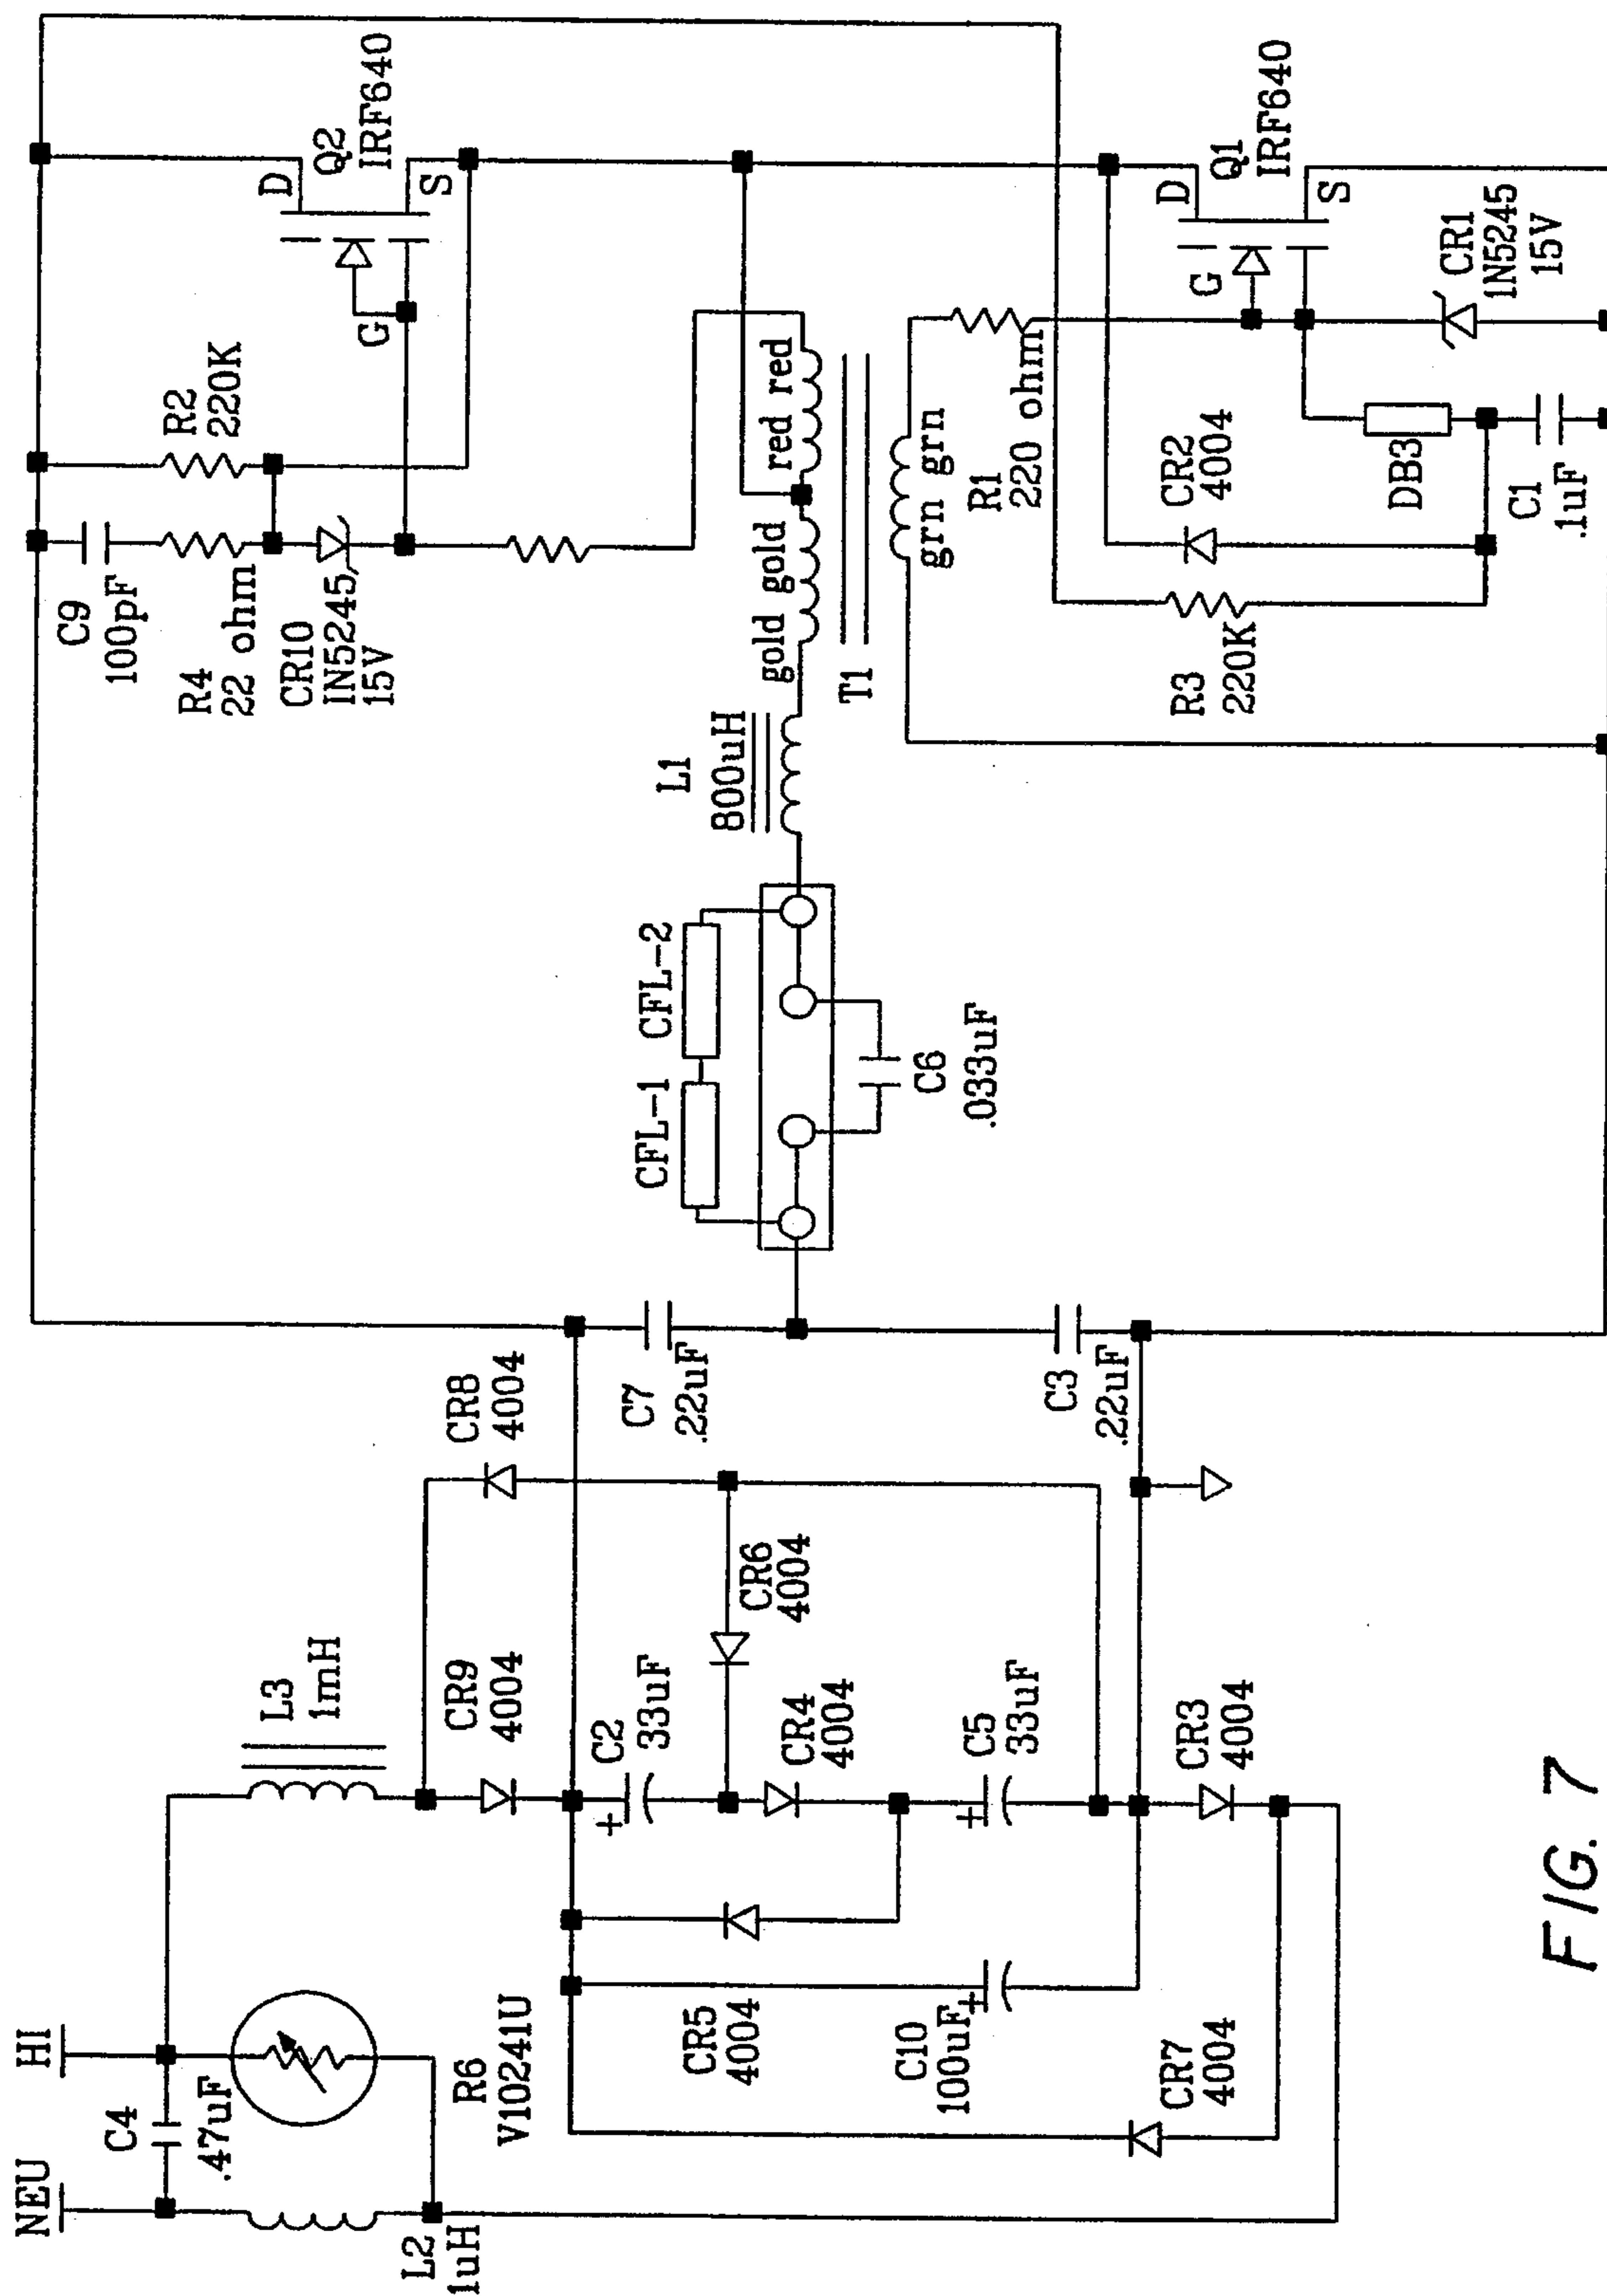 NEU
HI
C4
.47uF
L2
1uH
R6
V10241U
L3
1mH
CR9
4004
CR8
4004
C2
33uF
+
CR6
4004
CR4
4004
C5
33uF
+
CR5
4004
C10
100uF
+
CR7
4004
CR3
4004
C7
.22uF
C3
.22uF
CFL-1
CFL-2
C6
.033uF
L1
800uH
T1
gold gold
red red
grn grn
C9
100pF
R4
22 ohm
CR10
IN5245
15V
R2
220K
D
Q2
IRF640
G
S
R1
220 ohm
R3
220K
CR2
4004
DB3
C1
.1uF
D
Q1
IRF640
G
S
CR1
1N5245
15V
FIG. 7